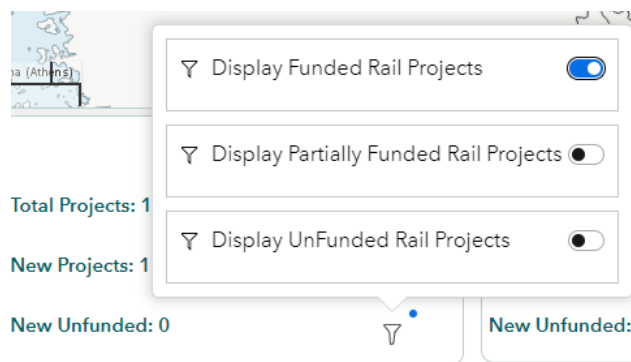 na (Athens)
Display Funded Rail Projects
Display Partially Funded Rail Projects
Display UnFunded Rail Projects
Total Projects: 1
New Projects: 1
New Unfunded: 0
New Unfunded: